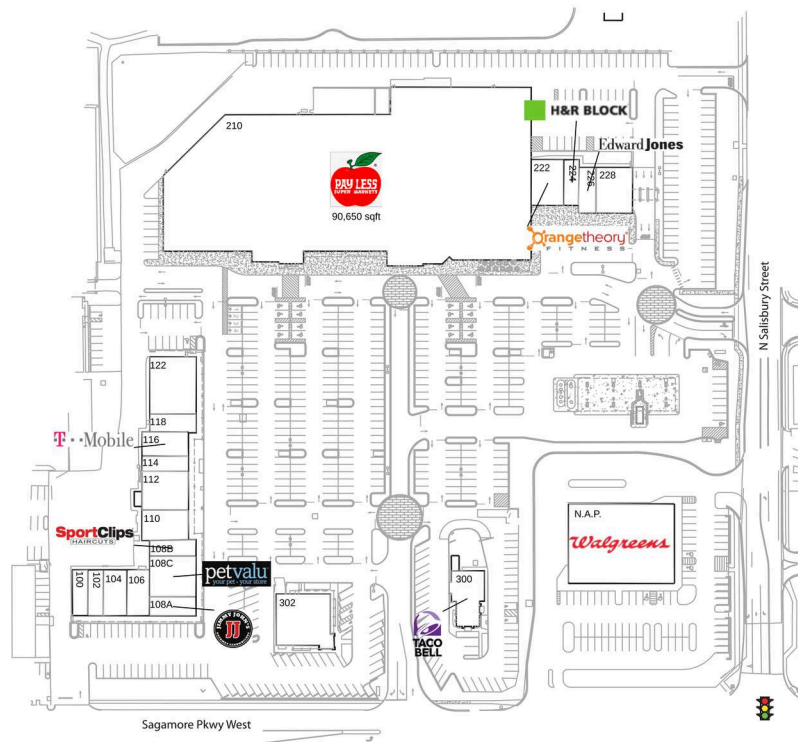 210
PAY LESS
SUPER MARKETS
90,650 sqft
H&R BLOCK
Edward Jones
222
224
226
228
Orangetheory
FITNESS
N Salisbury Street
122
118
T Mobile
116
114
112
110
SportClips
HAIRCUTS
108B
108C
petvalu
your pet · your store
100
102
104
106
108A
JIMMY JOHN'S
JJ
302
300
TACO
BELL
N.A.P.
Walgreens
Sagamore Pkwy West